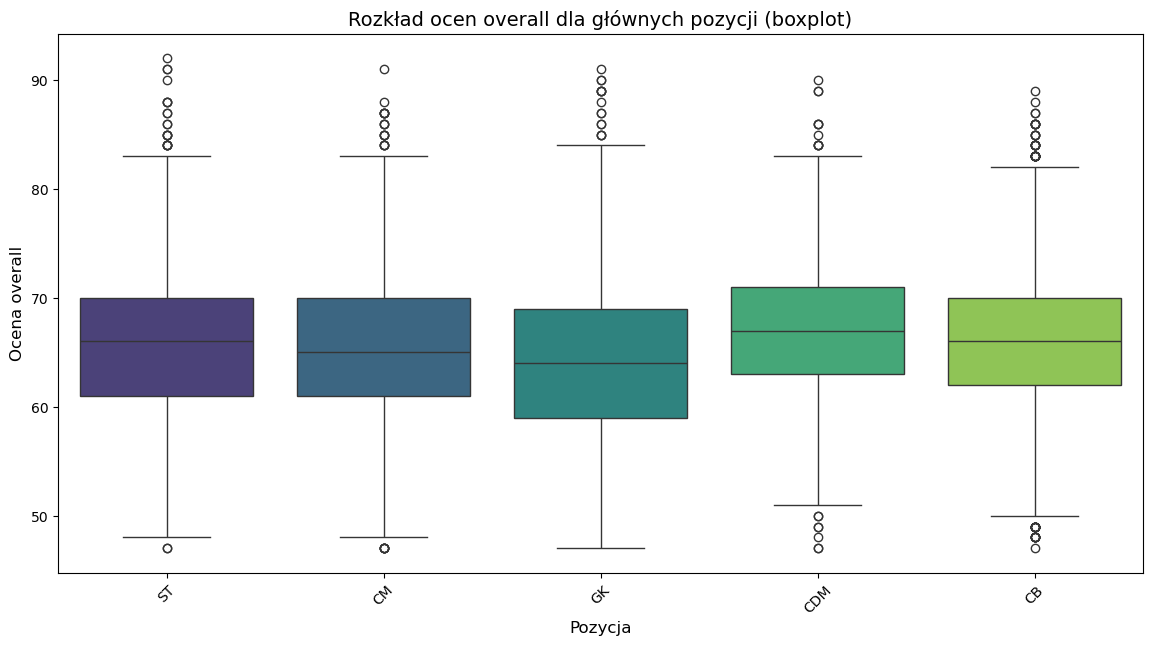 Rozkład ocen overall dla głównych pozycji (boxplot)
Ocena overall
90
80
70
60
50
ST
CM
GK
CDM
CB
Pozycja